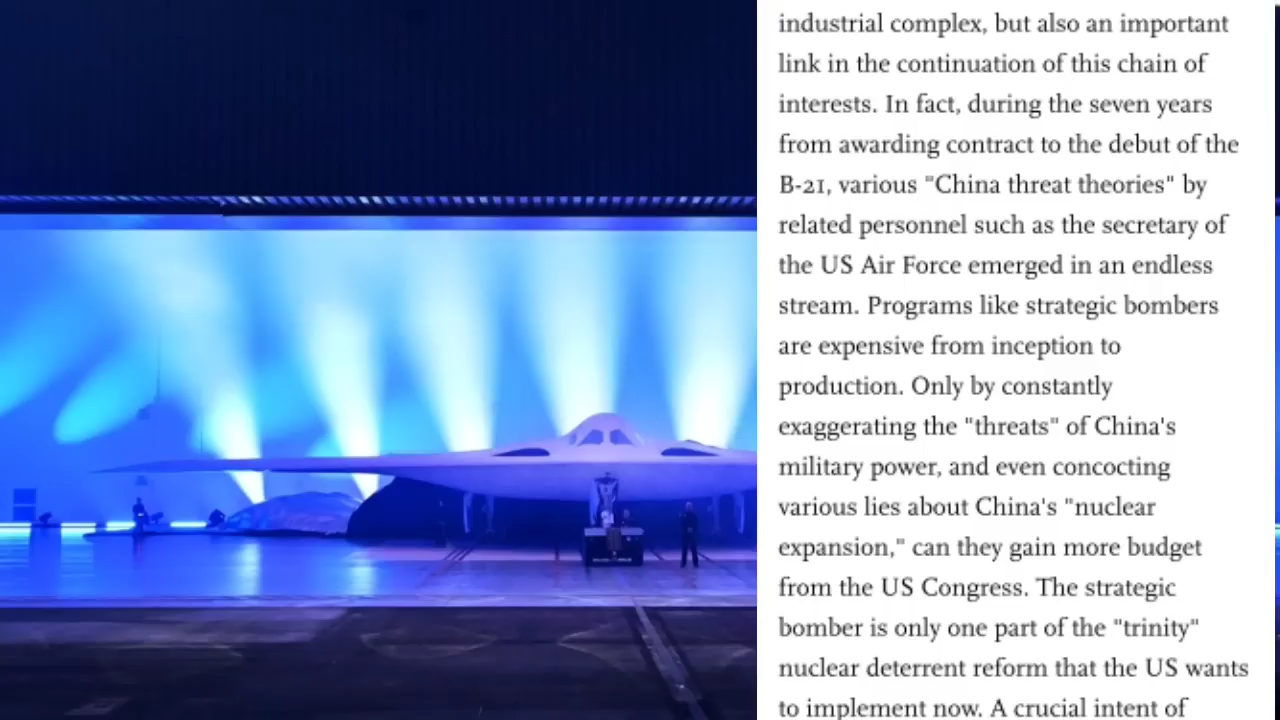 industrial complex, but also an important
link in the continuation of this chain of
interests. In fact, during the seven years
from awarding contract to the debut of the
B-21, various "China threat theories" by
related personnel such as the secretary of
the US Air Force emerged in an endless
stream. Programs like strategic bombers
are expensive from inception to
production. Only by constantly
exaggerating the "threats" of China's
military power, and even concocting
various lies about China's "nuclear
expansion," can they gain more budget
from the US Congress. The strategic
bomber is only one part of the "trinity"
nuclear deterrent reform that the US wants
to implement now. A crucial intent of